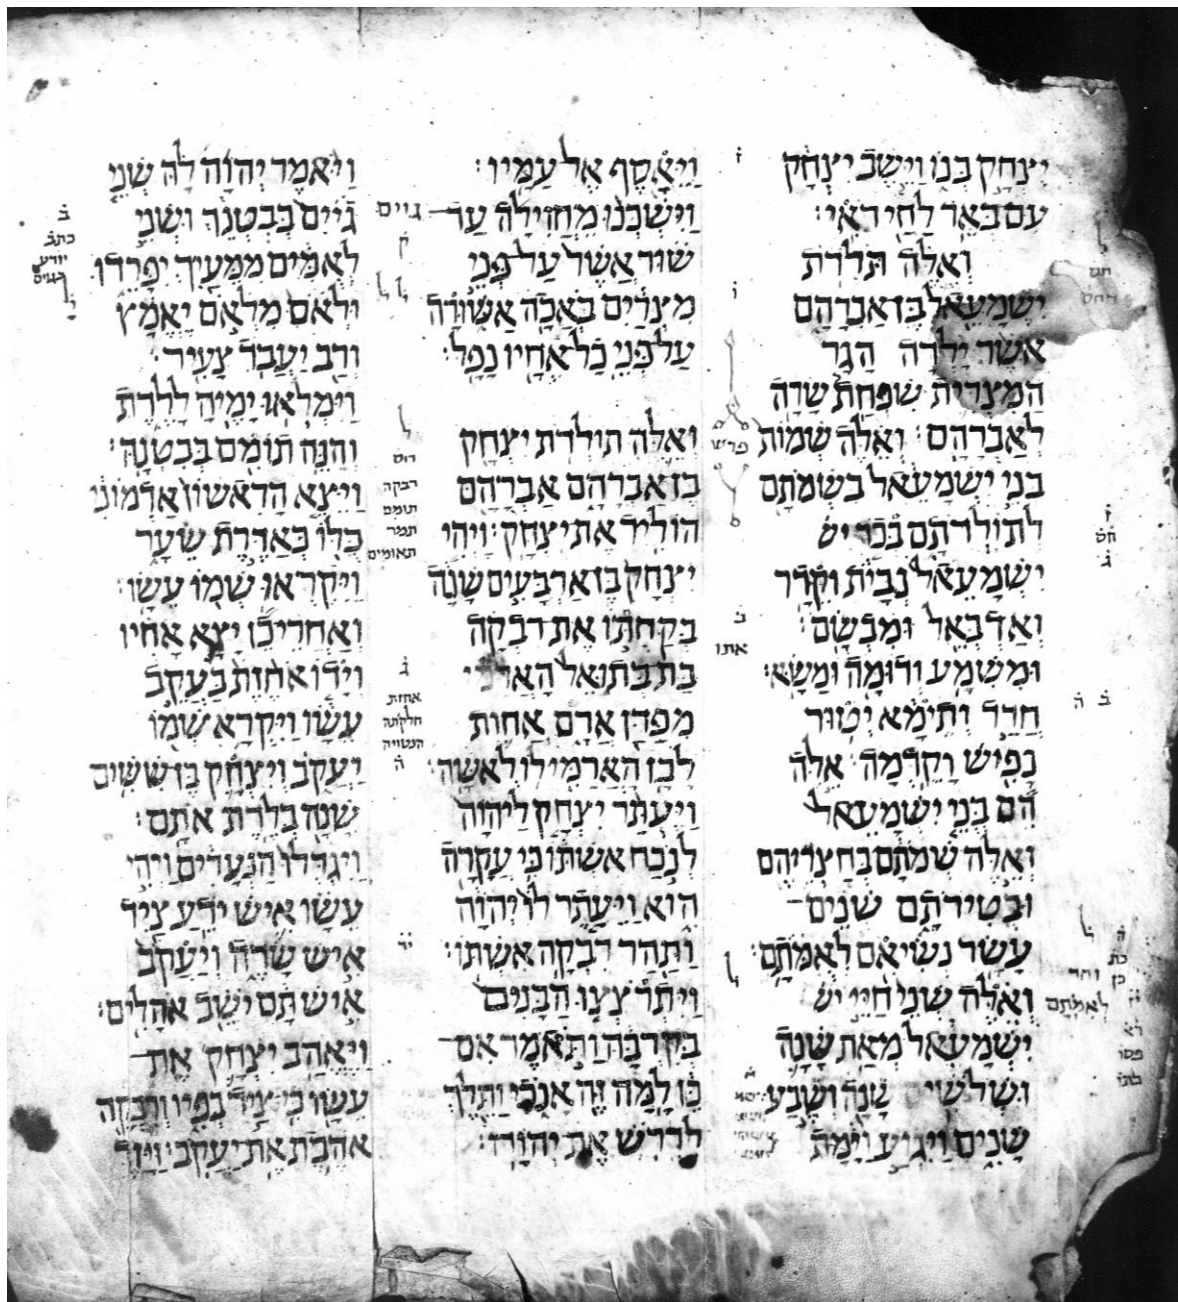 יצחק בנו וישב יצחק
עם באר לחי ראי׃
ואלה תלדת
ישמעאל בן אברהם
אשר ילדה הגר
המצרית שפחת שרה
לאברהם׃ ואלה שמות
בני ישמעאל בשמתם
לתולדתם בכר יש
ישמעאל נבית וקדר
ואדבאל ומבשם׃
ומשמע ודומה ומשא׃
חדד ותימא יטור
נפיש וקדמה׃ אלה
הם בני ישמעאל
ואלה שמתם בחצריהם
ובטירתם שנים
עשר נשיאם לאמתם׃
ואלה שני חיי יש
ישמעאל מאת שנה
ושלשים שנה ושבע
שנים ויגוע וימת
ויאסף אל עמיו׃
וישכנו מחוילה עד
שור אשר על פני
מצרים באכה אשורה
על פני כל אחיו נפל׃
ואלה תולדת יצחק
בן אברהם אברהם
הוליד את יצחק׃ ויהי
יצחק בן ארבעים שנה
בקחתו את רבקה
בת בתואל הארמי
מפדן ארם אחות
לבן הארמי לו לאשה׃
ויעתר יצחק ליהוה
לנכח אשתו כי עקרה
הוא ויעתר לו יהוה
ותהר רבקה אשתו׃
ויתרצצו הבנים
בקרבה ותאמר אם
כן למה זה אנכי ותלך
לדרש את יהוה׃
ויאמר יהוה לה שני
גיים בבטנך ושני
לאמים ממעיך יפרדו
ולאם מלאם יאמץ
ורב יעבד צעיר׃
וימלאו ימיה ללדת
והנה תומם בבטנה׃
ויצא הראשון אדמוני
כלו כאדרת שער
ויקראו שמו עשו׃
ואחרי כן יצא אחיו
וידו אחזת בעקב
עשו ויקרא שמו
יעקב ויצחק בן ששים
שנה בלדת אתם׃
ויגדלו הנערים ויהי
עשו איש ידע ציד
איש שדה ויעקב
איש תם ישב אהלים׃
ויאהב יצחק את
עשו כי ציד בפיו ורבקה
אהבת את יעקב׃ ויזד
פרש
אתו
לאמתם
גוים
ק
רבקה
תומם
תמר
תאומים
אחזת
ב
כתב
יודע